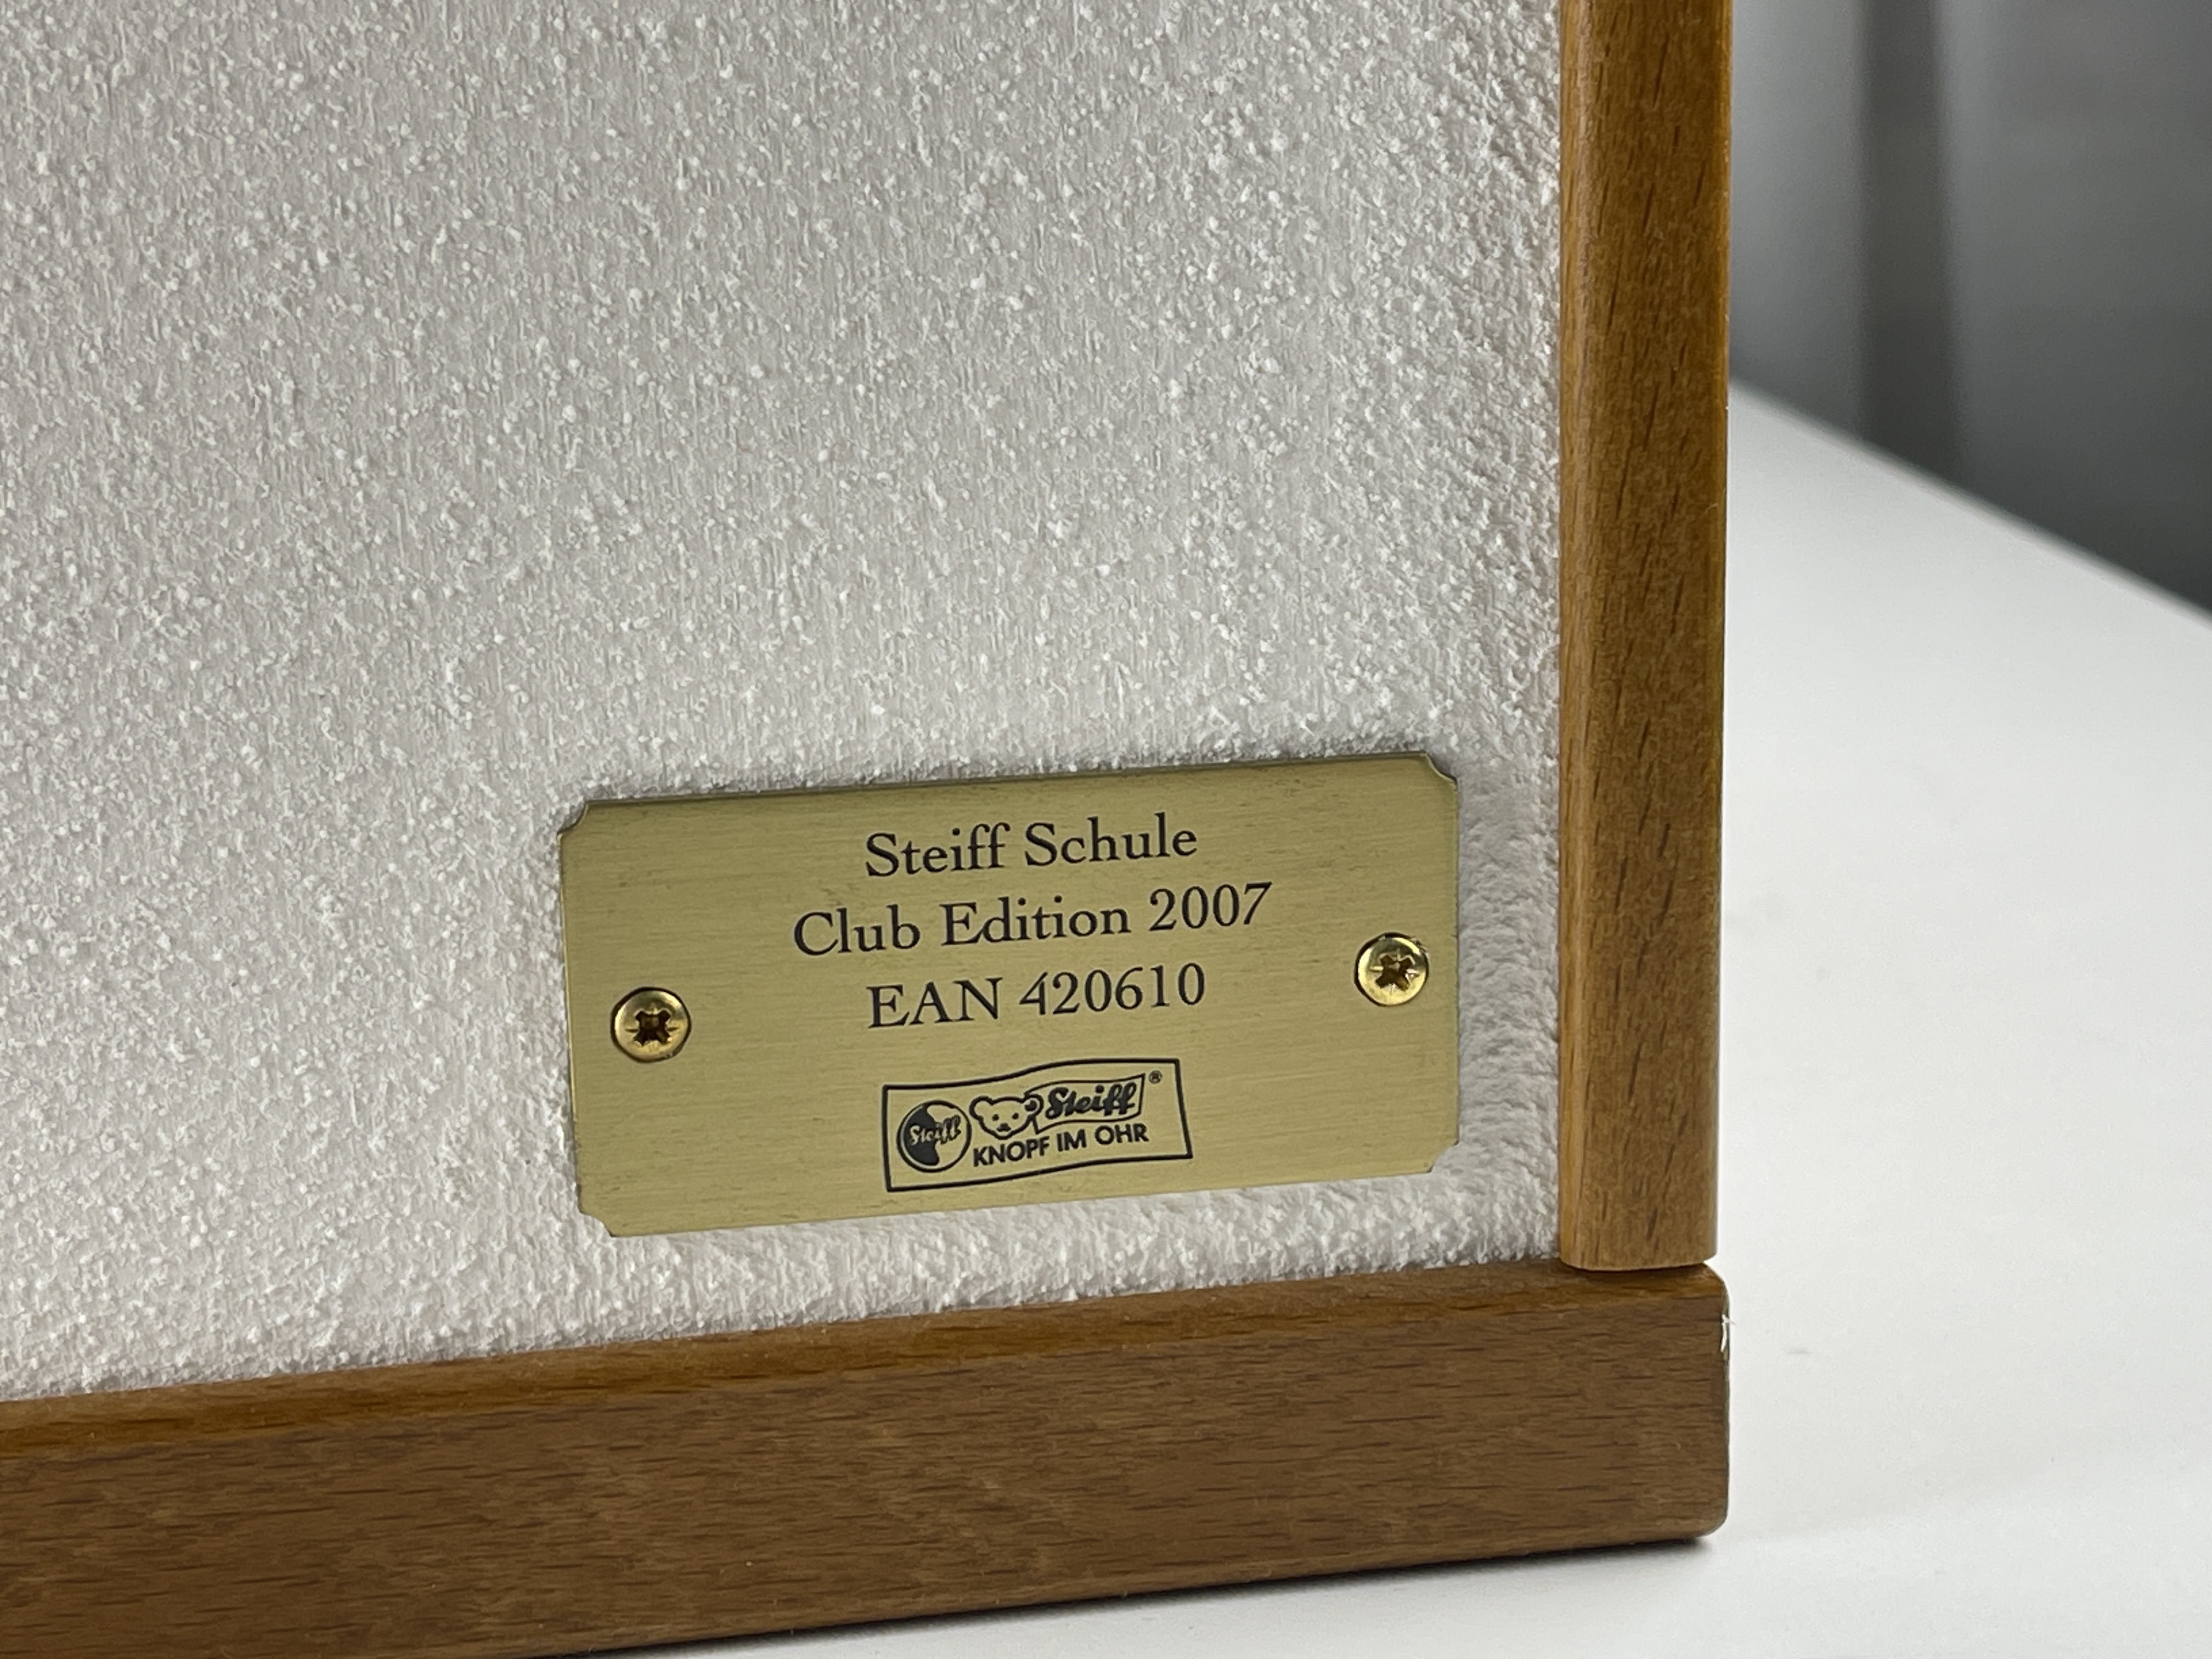 Steiff Schule
Club Edition 2007
EAN 420610
Steiff Steiff ®
KNOPF IM OHR